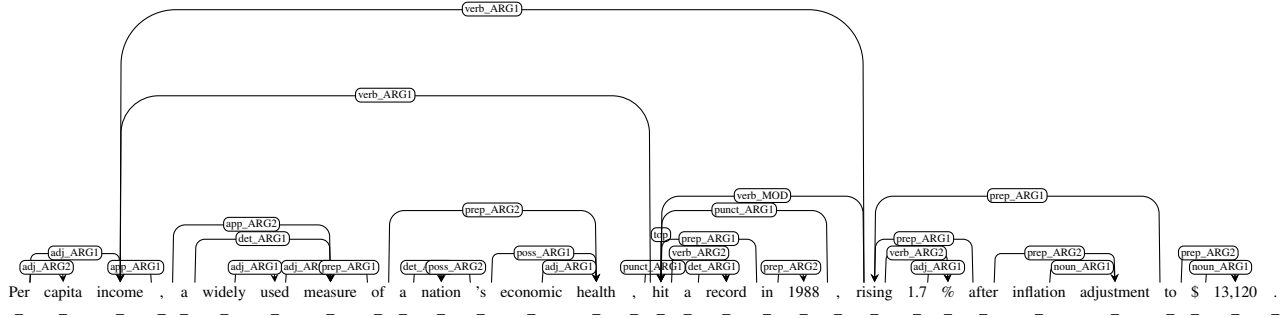 verb_ARG1
verb_ARG1
verb_MOD prep_ARG1
prep_ARG2 punct_ARG1
app_ARG2
top
det_ARG1 prep_ARG1 prep_ARG1
adj_ARG1 poss_ARG1 verb_ARG2 verb_ARG2 prep_ARG2 prep_ARG2
adj_ARG2 app_ARG1 adj_ARG1 prep_ARG1 poss_ARG2 adj_ARG1 det_ARG1 prep_ARG2 adj_ARG1 noun_ARG1 noun_ARG1
Per capita income , a widely used measure of a nation 's economic health , hit a record in 1988 , rising 1.7 % after inflation adjustment to $ 13,120 .